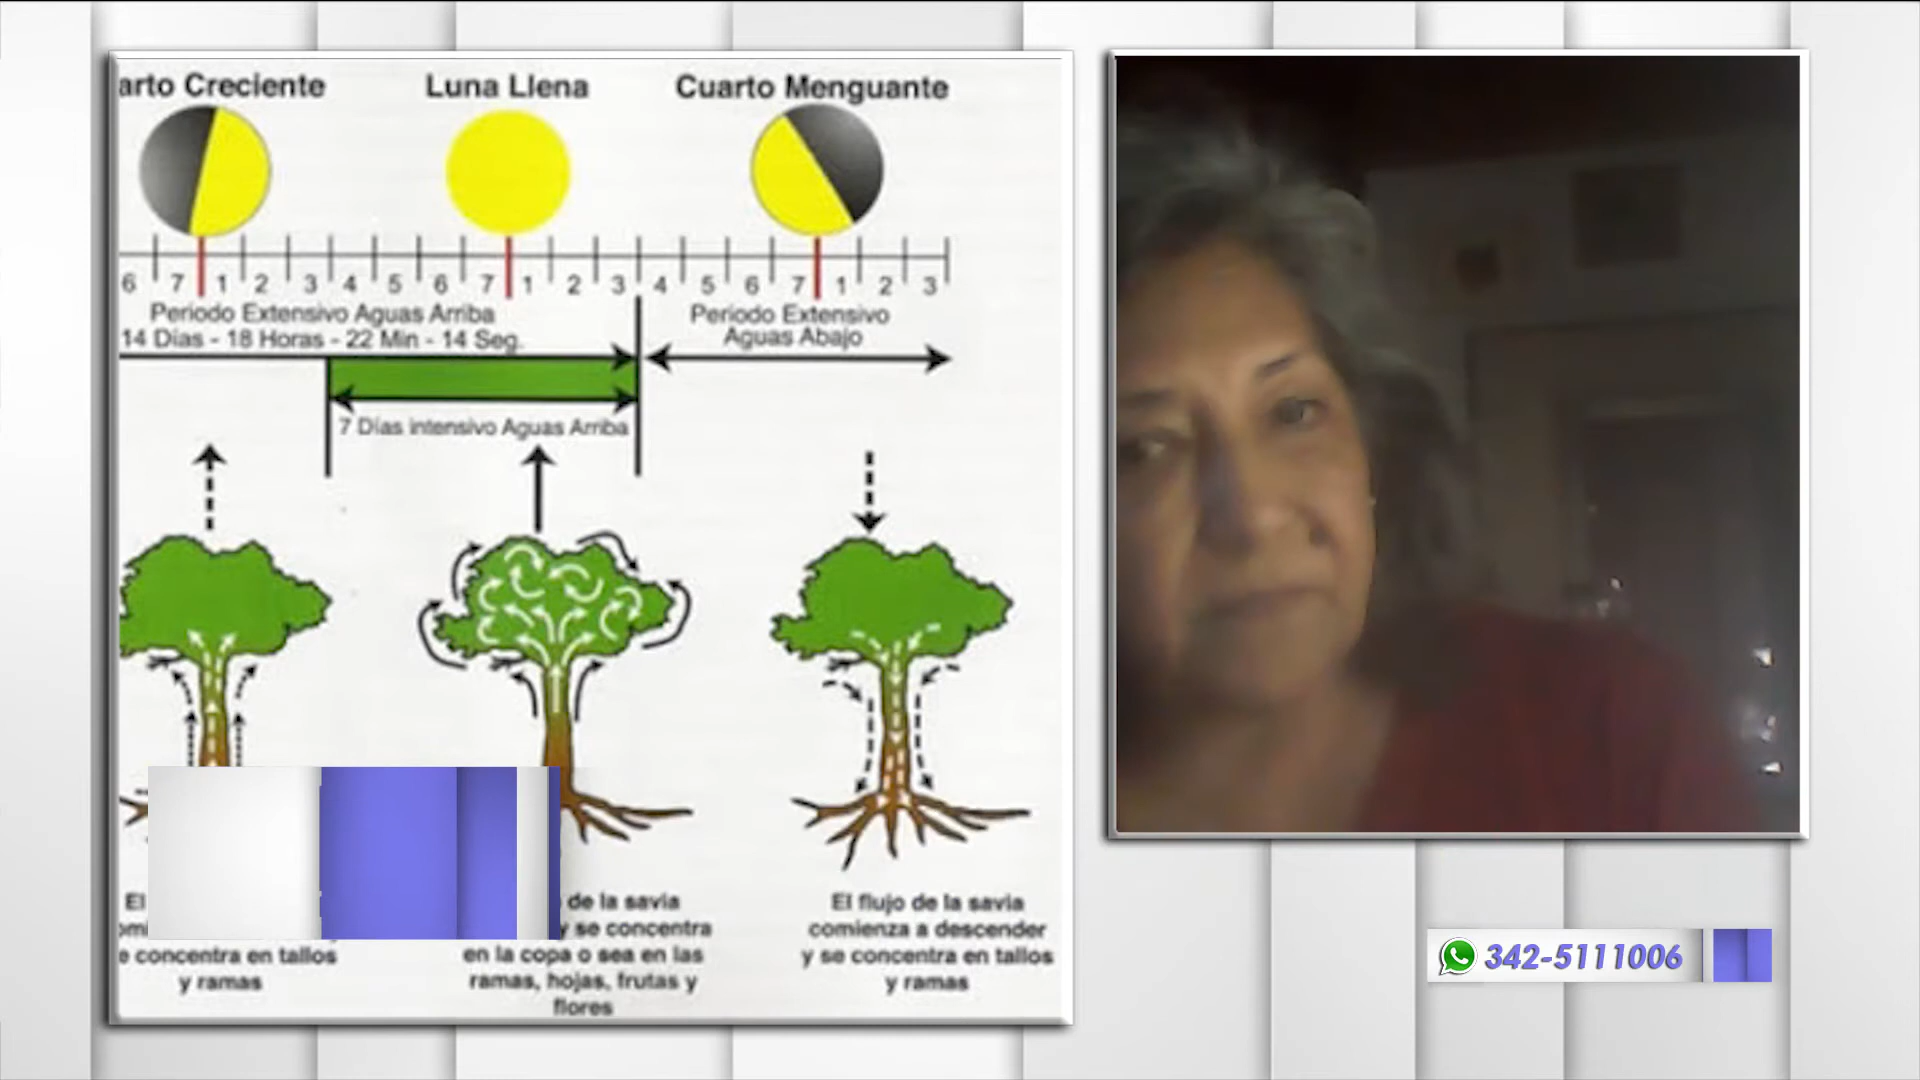 arto Creciente
Luna Llena
Cuarto Menguante
6 7 1 2 3 4 5 6 7 1 2 3 4 5 6 7 1 2 3
Periodo Extensivo Aguas Arriba
14 Días - 18 Horas - 22 Min - 14 Seg.
Periodo Extensivo
Aguas Abajo
7 Días intensivo Aguas Arriba
El
e concentra en tallos
y ramas
de la savia
y se concentra
en la copa o sea en las
ramas, hojas, frutas y
flores
El flujo de la savia
comienza a descender
y se concentra en tallos
y ramas
342-5111006